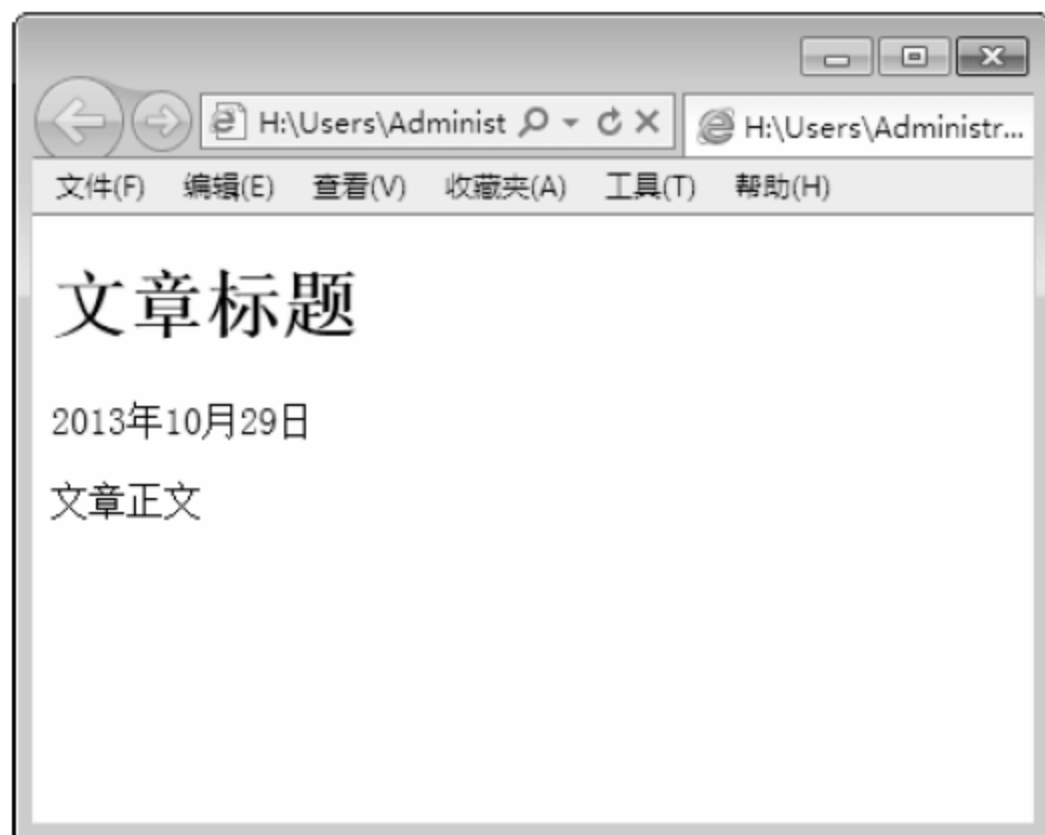 H:\Users\Administ
H:\Users\Administr...
文件(F) 编辑(E) 查看(V) 收藏夹(A) 工具(T) 帮助(H)
文章标题
2013年10月29日
文章正文